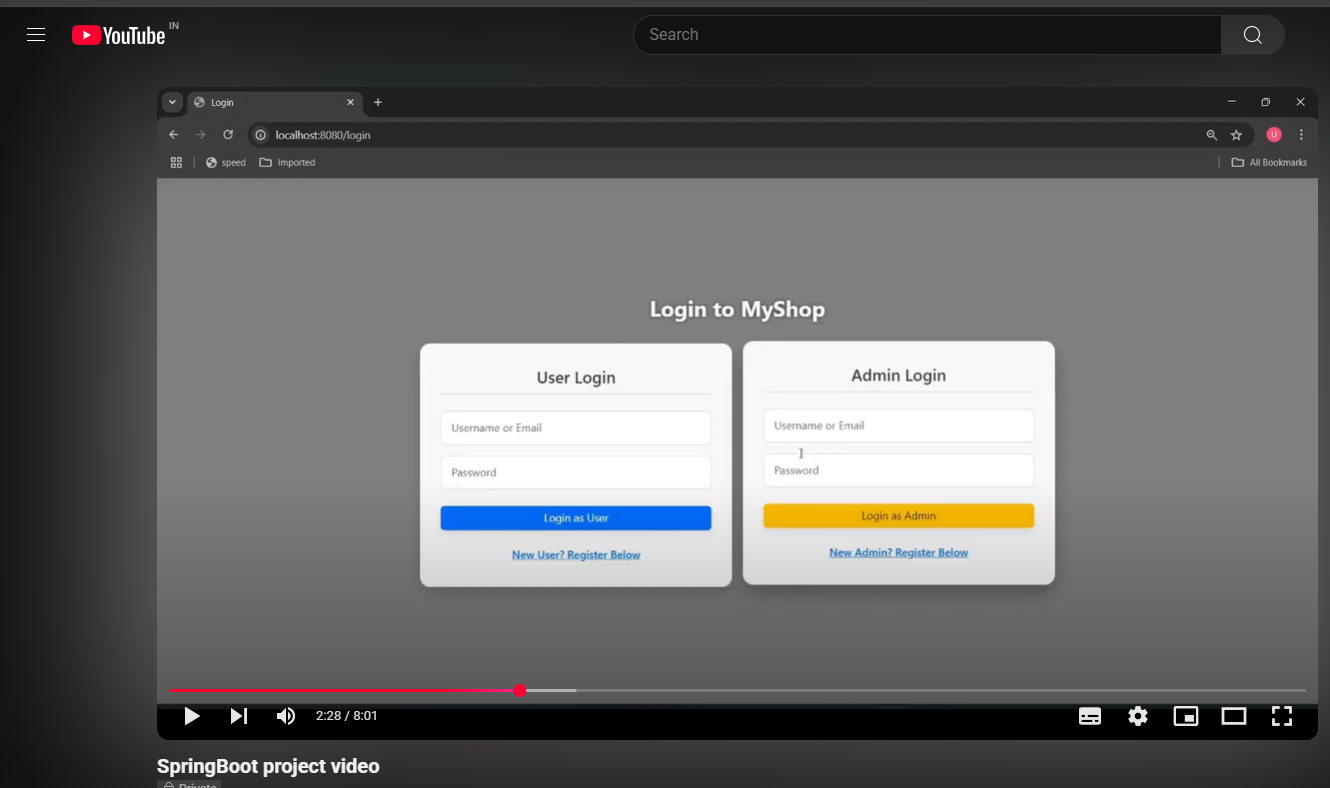 YouTube IN
Search
Login
localhost:8080/login
U
speed Imported All Bookmarks
Login to MyShop
User Login
Username or Email
Password
Login as User
New User? Register Below
Admin Login
Username or Email
Password
Login as Admin
New Admin? Register Below
2:28 / 8:01
SpringBoot project video
Private